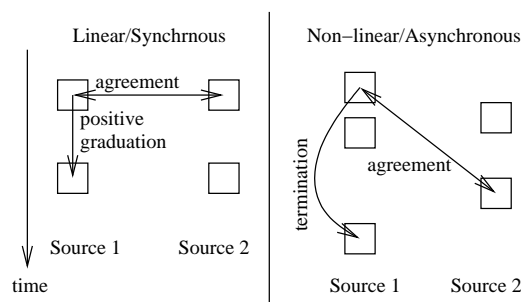 Linear/Synchrnous
agreement
positive
graduation
Source 1
Source 2
time
Non-linear/Asynchronous
termination
agreement
Source 1
Source 2